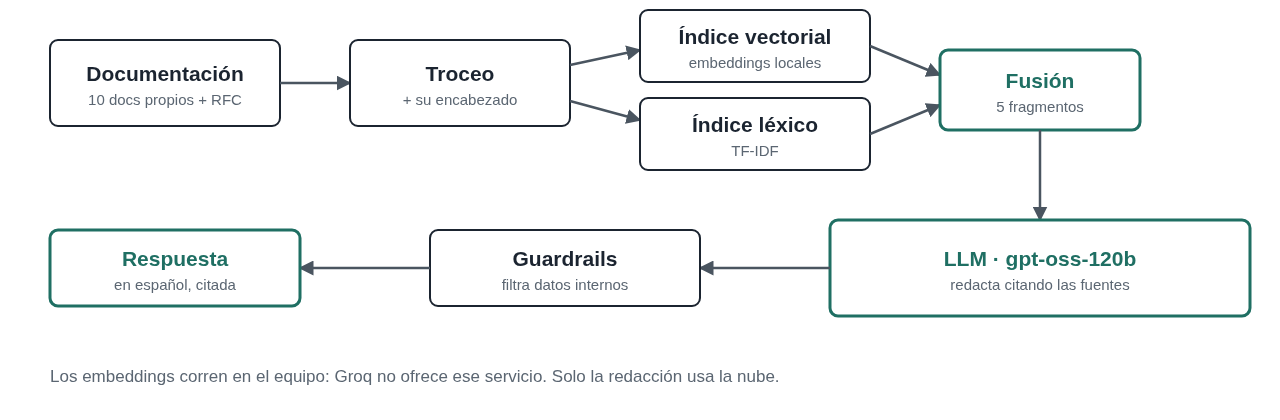 Documentación
10 docs propios + RFC
Troceo
+ su encabezado
Índice vectorial
embeddings locales
Índice léxico
TF-IDF
Fusión
5 fragmentos
LLM · gpt-oss-120b
redacta citando las fuentes
Guardrails
filtra datos internos
Respuesta
en español, citada
Los embeddings corren en el equipo: Groq no ofrece ese servicio. Solo la redacción usa la nube.